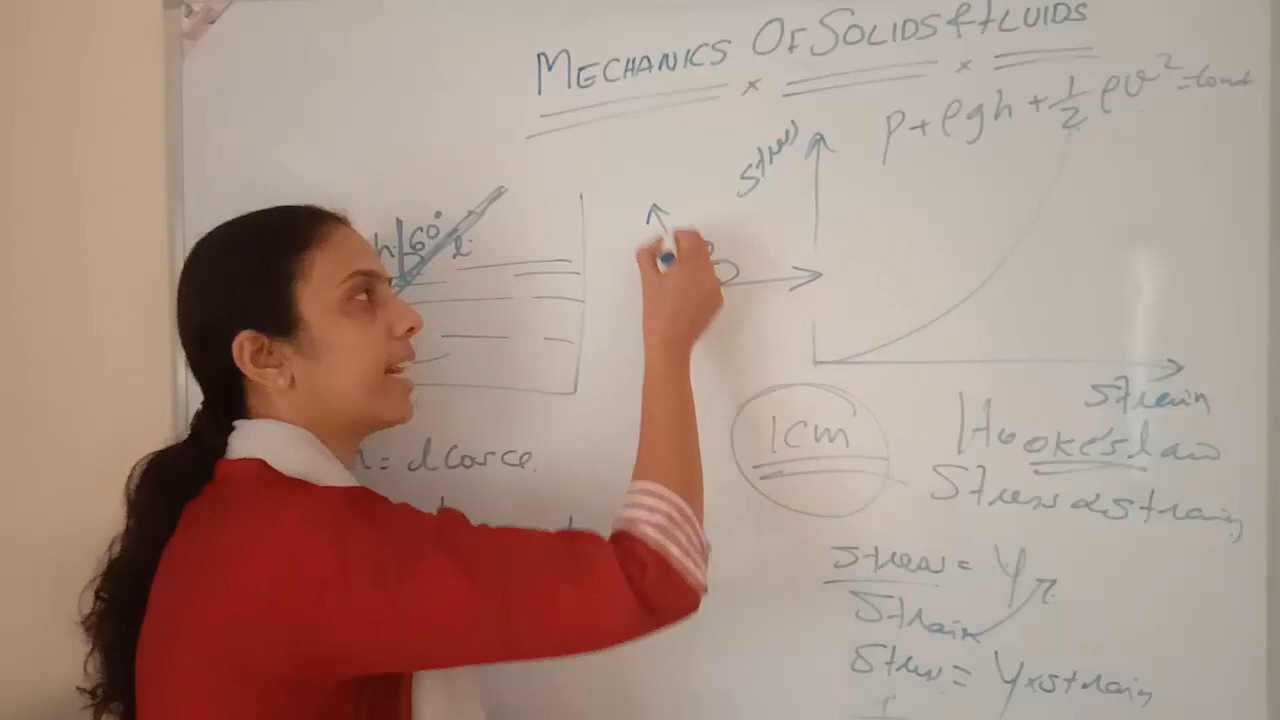 MECHANICS OF SOLIDS & FLUIDS
P + ρgh + 1/2 ρv² = Const
Stress
h 60° l
Strain
1cm
Hooke's law
Stress α strain
= l cos
Stress / Strain = Y
Stress = Y x strain